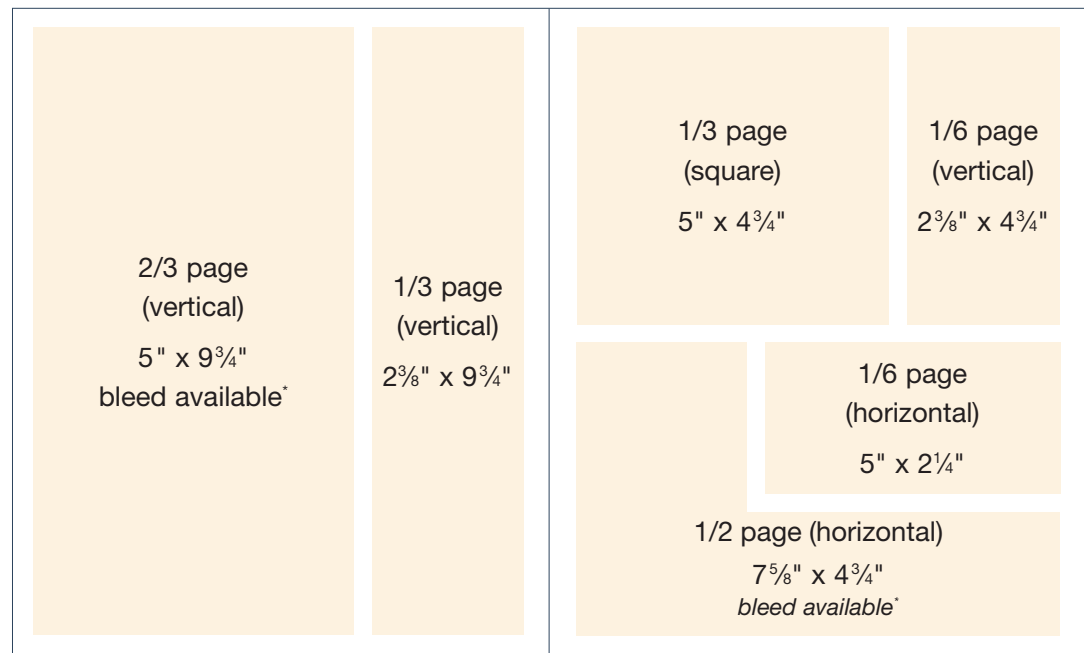 2/3 page
(vertical)
5" x 9¾"
bleed available*
1/3 page
(vertical)
2⅜" x 9¾"
1/3 page
(square)
5" x 4¾"
1/6 page
(vertical)
2⅜" x 4¾"
1/6 page
(horizontal)
5" x 2¼"
1/2 page (horizontal)
7⅝" x 4¾"
bleed available*